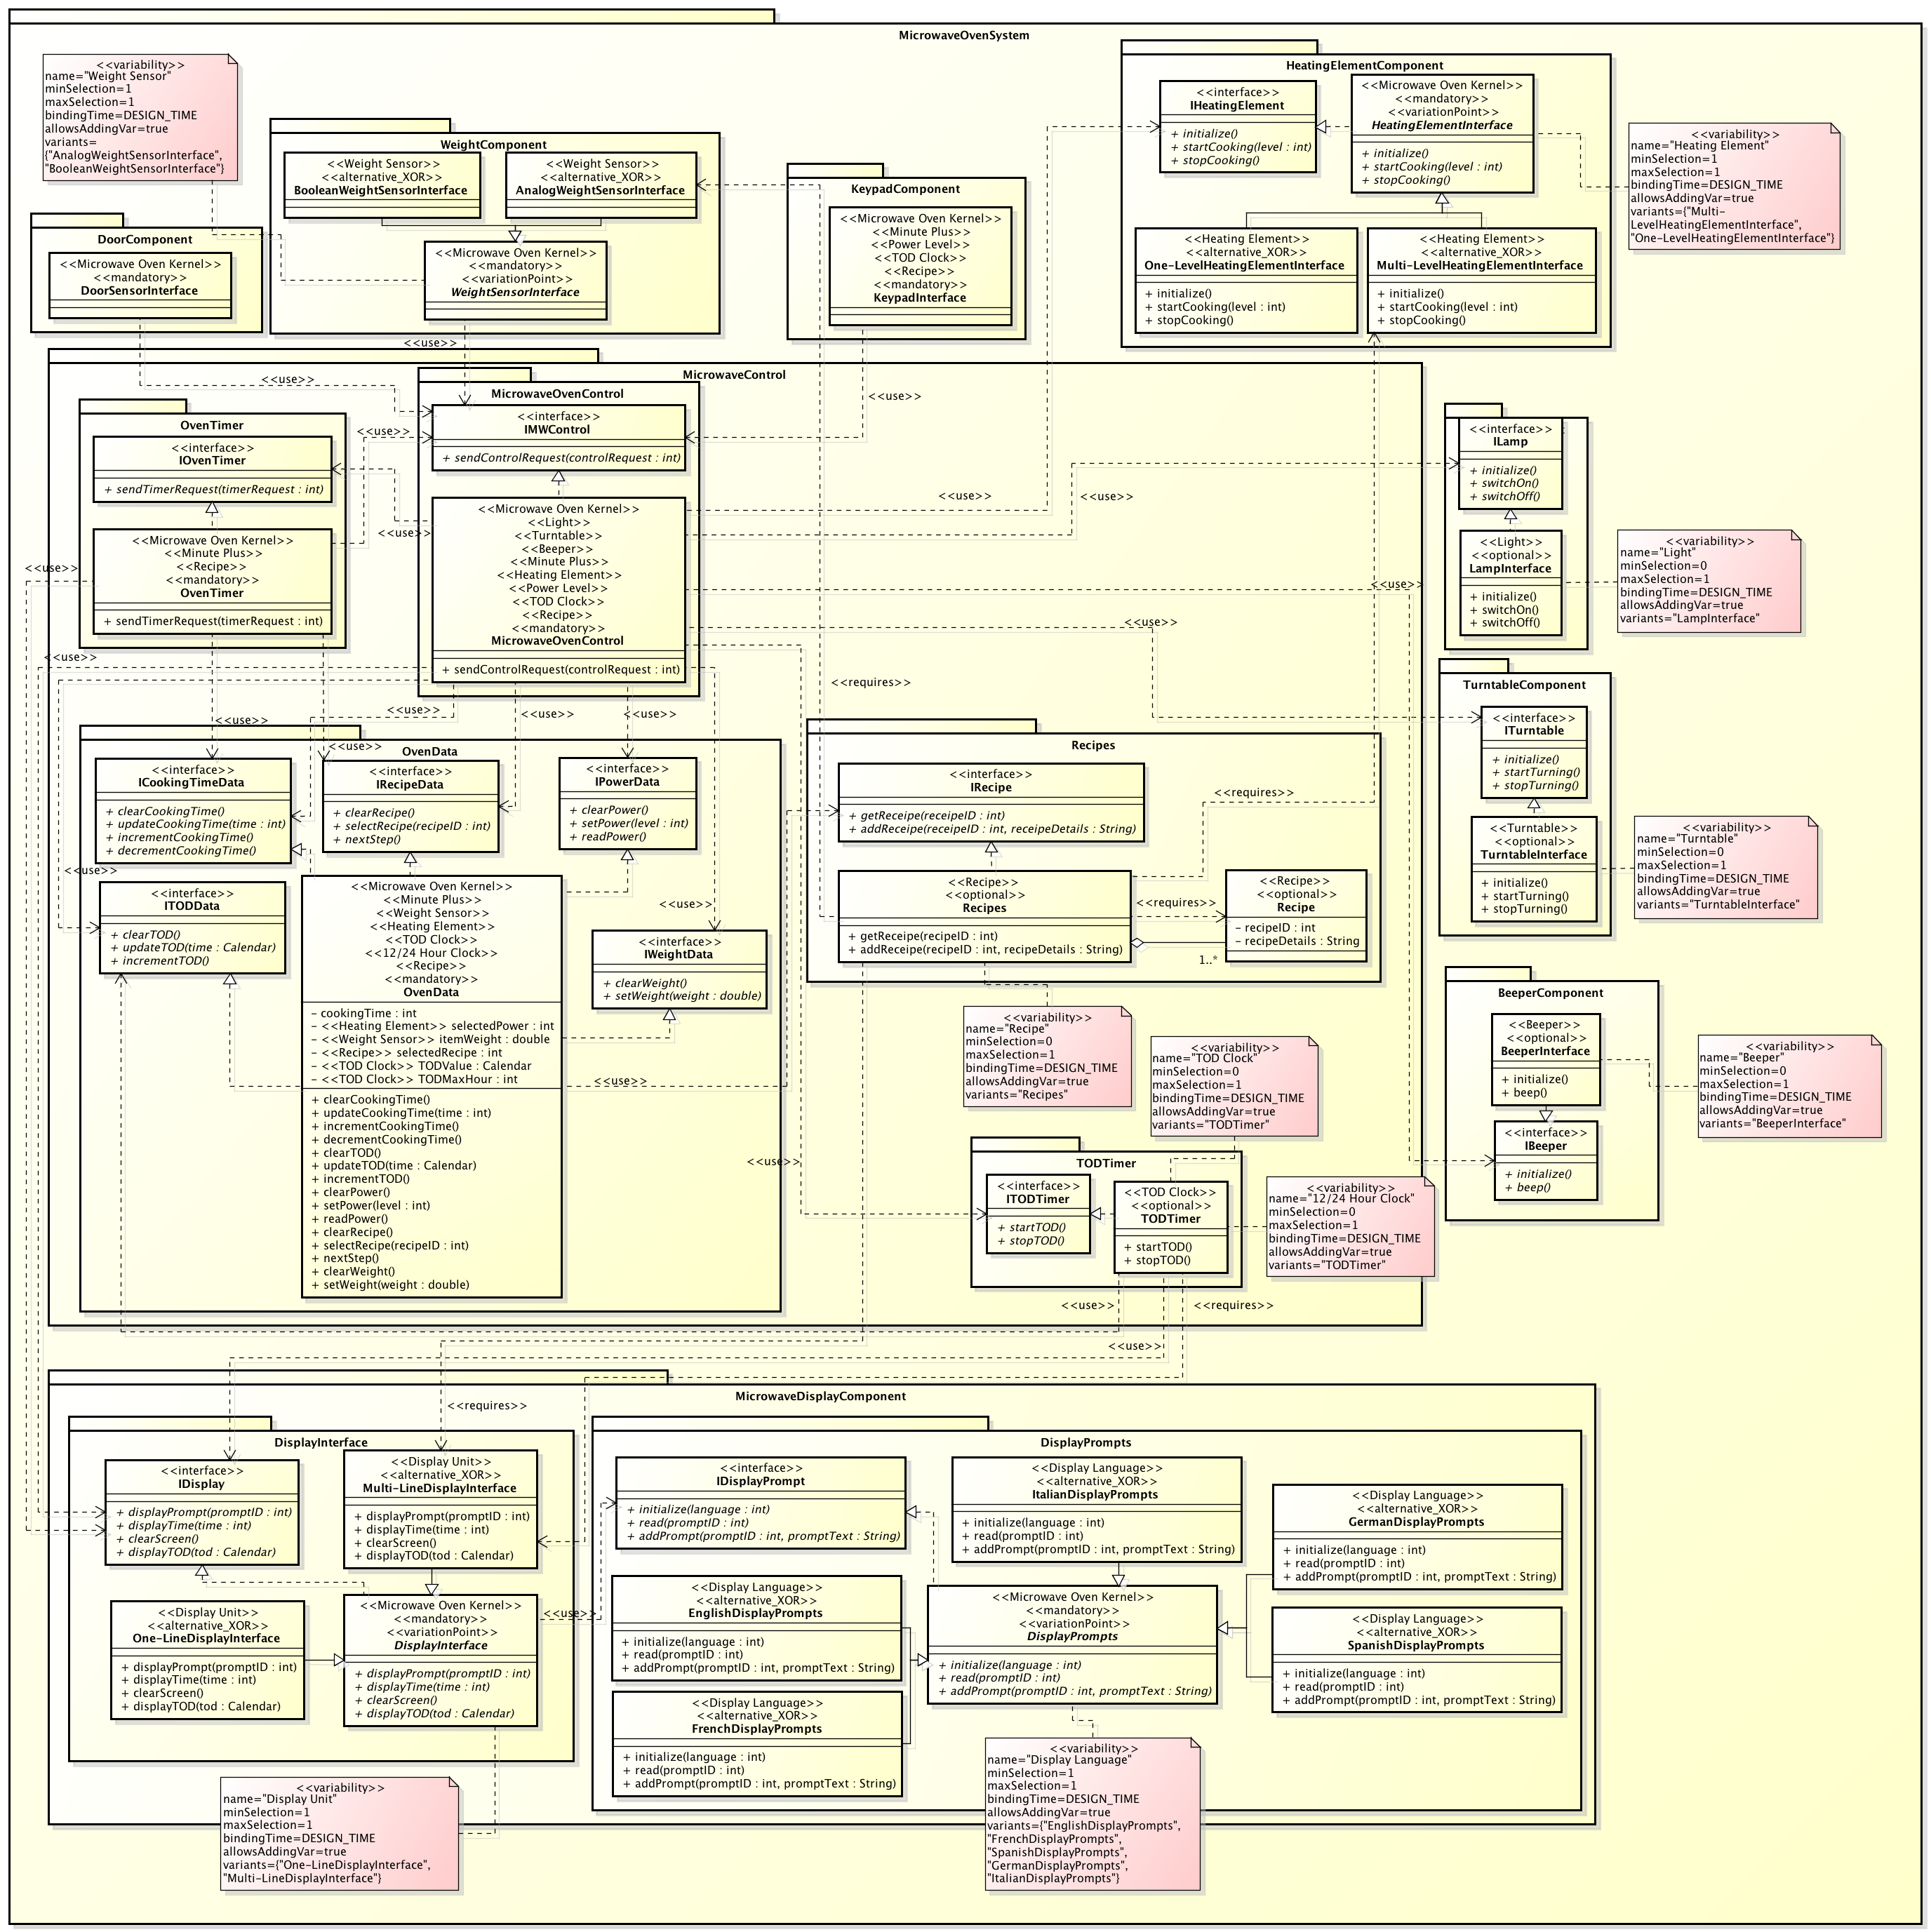 MicrowaveOvenSystem
<<variability>>
name="Weight Sensor"
minSelection=1
maxSelection=1
bindingTime=DESIGN_TIME
allowsAddingVar=true
variants=
{"AnalogWeightSensorInterface",
"BooleanWeightSensorInterface"}
WeightComponent
<<Weight Sensor>>
<<alternative_XOR>>
BooleanWeightSensorInterface
<<Weight Sensor>>
<<alternative_XOR>>
AnalogWeightSensorInterface
<<Microwave Oven Kernel>>
<<mandatory>>
<<variationPoint>>
WeightSensorInterface
DoorComponent
<<Microwave Oven Kernel>>
<<mandatory>>
DoorSensorInterface
KeypadComponent
<<Microwave Oven Kernel>>
<<Minute Plus>>
<<Power Level>>
<<TOD Clock>>
<<Recipe>>
<<mandatory>>
KeypadInterface
HeatingElementComponent
<<interface>>
IHeatingElement
+ initialize()
+ startCooking(level : int)
+ stopCooking()
<<Microwave Oven Kernel>>
<<mandatory>>
<<variationPoint>>
HeatingElementInterface
+ initialize()
+ startCooking(level : int)
+ stopCooking()
<<Heating Element>>
<<alternative_XOR>>
One-LevelHeatingElementInterface
+ initialize()
+ startCooking(level : int)
+ stopCooking()
<<Heating Element>>
<<alternative_XOR>>
Multi-LevelHeatingElementInterface
+ initialize()
+ startCooking(level : int)
+ stopCooking()
<<variability>>
name="Heating Element"
minSelection=1
maxSelection=1
bindingTime=DESIGN_TIME
allowsAddingVar=true
variants={"Multi-
LevelHeatingElementInterface",
"One-LevelHeatingElementInterface"}
<<use>>
<<use>>
<<use>>
<<use>>
<<use>>
<<use>>
<<use>>
<<use>>
<<use>>
<<use>>
<<use>>
MicrowaveControl
OvenTimer
<<interface>>
IOvenTimer
+ sendTimerRequest(timerRequest : int)
<<Microwave Oven Kernel>>
<<Minute Plus>>
<<Recipe>>
<<mandatory>>
OvenTimer
+ sendTimerRequest(timerRequest : int)
MicrowaveOvenControl
<<interface>>
IMWControl
+ sendControlRequest(controlRequest : int)
<<Microwave Oven Kernel>>
<<Light>>
<<Turntable>>
<<Beeper>>
<<Minute Plus>>
<<Heating Element>>
<<Power Level>>
<<TOD Clock>>
<<Recipe>>
<<mandatory>>
MicrowaveOvenControl
+ sendControlRequest(controlRequest : int)
<<interface>>
ILamp
+ initialize()
+ switchOn()
+ switchOff()
<<Light>>
<<optional>>
LampInterface
+ initialize()
+ switchOn()
+ switchOff()
<<variability>>
name="Light"
minSelection=0
maxSelection=1
bindingTime=DESIGN_TIME
allowsAddingVar=true
variants="LampInterface"
TurntableComponent
<<interface>>
ITurntable
+ initialize()
+ startTurning()
+ stopTurning()
<<Turntable>>
<<optional>>
TurntableInterface
+ initialize()
+ startTurning()
+ stopTurning()
<<variability>>
name="Turntable"
minSelection=0
maxSelection=1
bindingTime=DESIGN_TIME
allowsAddingVar=true
variants="TurntableInterface"
<<requires>>
<<use>>
<<use>>
<<use>>
<<use>>
<<use>>
<<use>>
<<use>>
<<use>>
OvenData
<<interface>>
ICookingTimeData
+ clearCookingTime()
+ updateCookingTime(time : int)
+ incrementCookingTime()
+ decrementCookingTime()
<<interface>>
IRecipeData
+ clearRecipe()
+ selectRecipe(recipeID : int)
+ nextStep()
<<interface>>
IPowerData
+ clearPower()
+ setPower(level : int)
+ readPower()
<<interface>>
ITODData
+ clearTOD()
+ updateTOD(time : Calendar)
+ incrementTOD()
<<Microwave Oven Kernel>>
<<Minute Plus>>
<<Weight Sensor>>
<<Heating Element>>
<<TOD Clock>>
<<12/24 Hour Clock>>
<<Recipe>>
<<mandatory>>
OvenData
− cookingTime : int
− <<Heating Element>> selectedPower : int
− <<Weight Sensor>> itemWeight : double
− <<Recipe>> selectedRecipe : int
− <<TOD Clock>> TODValue : Calendar
− <<TOD Clock>> TODMaxHour : int
+ clearCookingTime()
+ updateCookingTime(time : int)
+ incrementCookingTime()
+ decrementCookingTime()
+ clearTOD()
+ updateTOD(time : Calendar)
+ incrementTOD()
+ clearPower()
+ setPower(level : int)
+ readPower()
+ clearRecipe()
+ selectRecipe(recipeID : int)
+ nextStep()
+ clearWeight()
+ setWeight(weight : double)
<<interface>>
IWeightData
+ clearWeight()
+ setWeight(weight : double)
Recipes
<<interface>>
IRecipe
+ getReceipe(receipeID : int)
+ addReceipe(receipeID : int, receipeDetails : String)
<<requires>>
<<Recipe>>
<<optional>>
Recipes
+ getReceipe(recipeID : int)
+ addReceipe(recipeID : int, recipeDetails : String)
<<requires>>
1..*
<<Recipe>>
<<optional>>
Recipe
− recipeID : int
− recipeDetails : String
<<variability>>
name="Recipe"
minSelection=0
maxSelection=1
bindingTime=DESIGN_TIME
allowsAddingVar=true
variants="Recipes"
<<variability>>
name="TOD Clock"
minSelection=0
maxSelection=1
bindingTime=DESIGN_TIME
allowsAddingVar=true
variants="TODTimer"
TODTimer
<<interface>>
ITODTimer
+ startTOD()
+ stopTOD()
<<TOD Clock>>
<<optional>>
TODTimer
+ startTOD()
+ stopTOD()
<<variability>>
name="12/24 Hour Clock"
minSelection=0
maxSelection=1
bindingTime=DESIGN_TIME
allowsAddingVar=true
variants="TODTimer"
BeeperComponent
<<Beeper>>
<<optional>>
BeeperInterface
+ initialize()
+ beep()
<<interface>>
IBeeper
+ initialize()
+ beep()
<<variability>>
name="Beeper"
minSelection=0
maxSelection=1
bindingTime=DESIGN_TIME
allowsAddingVar=true
variants="BeeperInterface"
<<use>>
<<use>>
<<requires>>
<<use>>
<<requires>>
MicrowaveDisplayComponent
DisplayInterface
<<interface>>
IDisplay
+ displayPrompt(promptID : int)
+ displayTime(time : int)
+ clearScreen()
+ displayTOD(tod : Calendar)
<<Display Unit>>
<<alternative_XOR>>
Multi-LineDisplayInterface
+ displayPrompt(promptID : int)
+ displayTime(time : int)
+ clearScreen()
+ displayTOD(tod : Calendar)
<<Display Unit>>
<<alternative_XOR>>
One-LineDisplayInterface
+ displayPrompt(promptID : int)
+ displayTime(time : int)
+ clearScreen()
+ displayTOD(tod : Calendar)
<<Microwave Oven Kernel>>
<<mandatory>>
<<variationPoint>>
DisplayInterface
+ displayPrompt(promptID : int)
+ displayTime(time : int)
+ clearScreen()
+ displayTOD(tod : Calendar)
<<use>>
DisplayPrompts
<<interface>>
IDisplayPrompt
+ initialize(language : int)
+ read(promptID : int)
+ addPrompt(promptID : int, promptText : String)
<<Display Language>>
<<alternative_XOR>>
ItalianDisplayPrompts
+ initialize(language : int)
+ read(promptID : int)
+ addPrompt(promptID : int, promptText : String)
<<Display Language>>
<<alternative_XOR>>
GermanDisplayPrompts
+ initialize(language : int)
+ read(promptID : int)
+ addPrompt(promptID : int, promptText : String)
<<Display Language>>
<<alternative_XOR>>
EnglishDisplayPrompts
+ initialize(language : int)
+ read(promptID : int)
+ addPrompt(promptID : int, promptText : String)
<<Microwave Oven Kernel>>
<<mandatory>>
<<variationPoint>>
DisplayPrompts
+ initialize(language : int)
+ read(promptID : int)
+ addPrompt(promptID : int, promptText : String)
<<Display Language>>
<<alternative_XOR>>
SpanishDisplayPrompts
+ initialize(language : int)
+ read(promptID : int)
+ addPrompt(promptID : int, promptText : String)
<<Display Language>>
<<alternative_XOR>>
FrenchDisplayPrompts
+ initialize(language : int)
+ read(promptID : int)
+ addPrompt(promptID : int, promptText : String)
<<variability>>
name="Display Unit"
minSelection=1
maxSelection=1
bindingTime=DESIGN_TIME
allowsAddingVar=true
variants={"One-LineDisplayInterface",
"Multi-LineDisplayInterface"}
<<variability>>
name="Display Language"
minSelection=1
maxSelection=1
bindingTime=DESIGN_TIME
allowsAddingVar=true
variants={"EnglishDisplayPrompts",
"FrenchDisplayPrompts",
"SpanishDisplayPrompts",
"GermanDisplayPrompts",
"ItalianDisplayPrompts"}